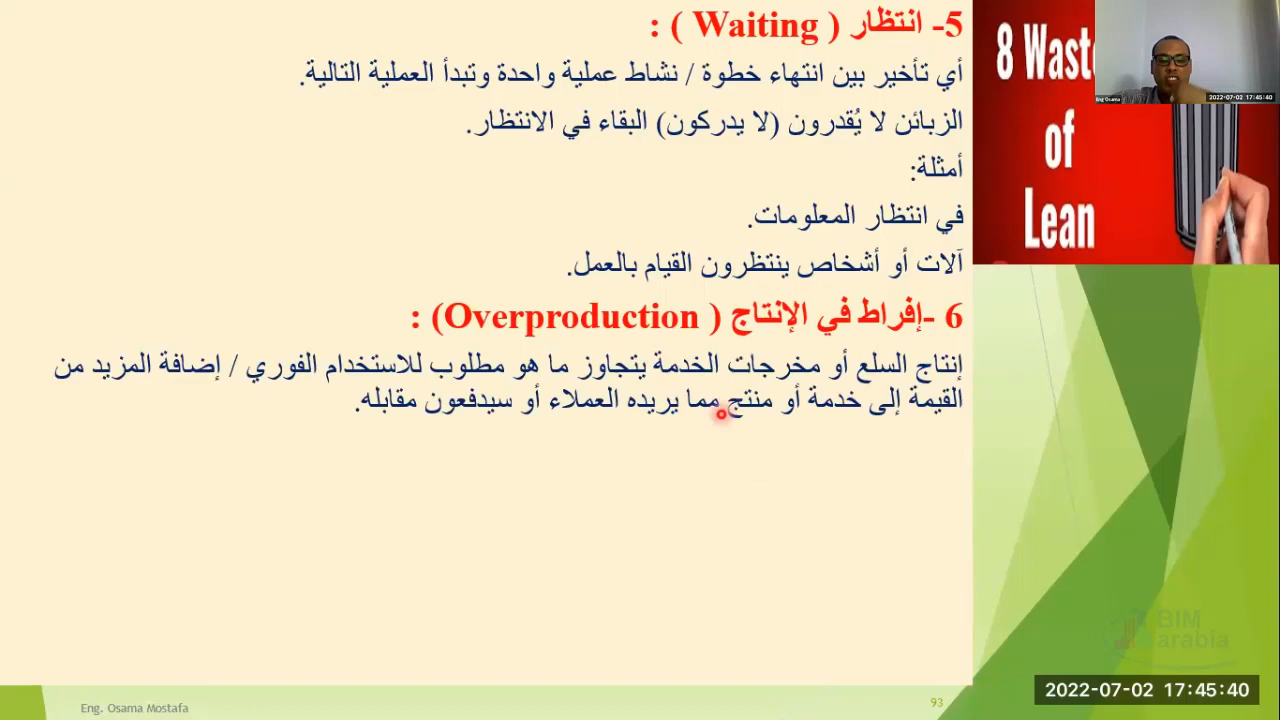 5- انتظار ( Waiting ) :
أي تأخير بين انتهاء خطوة / نشاط عملية واحدة وتبدأ العملية التالية.
الزبائن لا يُقدرون (لا يدركون) البقاء في الانتظار.
أمثلة:
في انتظار المعلومات.
آلات أو أشخاص ينتظرون القيام بالعمل.
6 -إفراط في الإنتاج ( Overproduction) :
إنتاج السلع أو مخرجات الخدمة يتجاوز ما هو مطلوب للاستخدام الفوري / إضافة المزيد من
القيمة إلى خدمة أو منتج مما يريده العملاء أو سيدفعون مقابله.
8 Waste
of
Lean
Eng Osama
2022-07-02 17:45:40
BIM
arabia
2022-07-02 17:45:40
Eng. Osama Mostafa
93